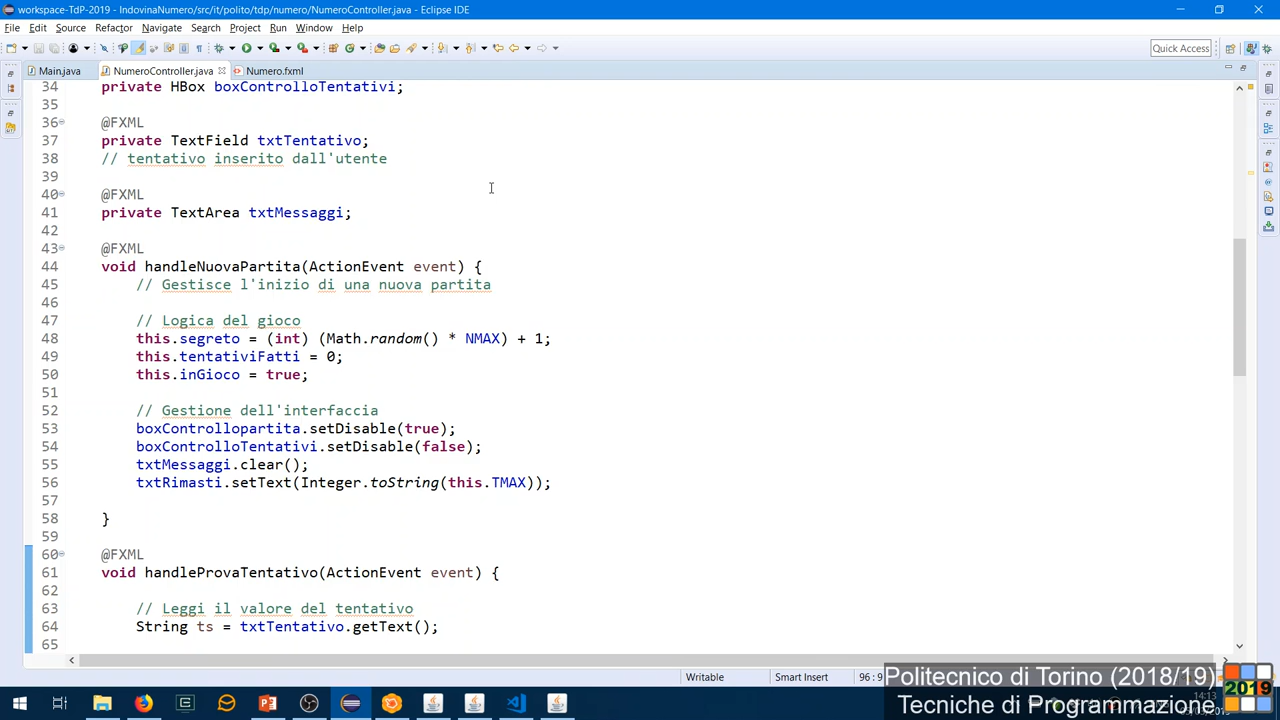 workspace-TdP-2019 - IndovinaNumero/src/it/polito/tdp/numero/NumeroController.java - Eclipse IDE
File Edit Source Refactor Navigate Search Project Run Window Help
Quick Access
Main.java NumeroController.java Numero.fxml
34 private HBox boxControlloTentativi;
35
36 @FXML
37 private TextField txtTentativo;
38 // tentativo inserito dall'utente
39
40 @FXML
41 private TextArea txtMessaggi;
42
43 @FXML
44 void handleNuovaPartita(ActionEvent event) {
45 // Gestisce l'inizio di una nuova partita
46
47 // Logica del gioco
48 this.segreto = (int) (Math.random() * NMAX) + 1;
49 this.tentativiFatti = 0;
50 this.inGioco = true;
51
52 // Gestione dell'interfaccia
53 boxControllopartita.setDisable(true);
54 boxControlloTentativi.setDisable(false);
55 txtMessaggi.clear();
56 txtRimasti.setText(Integer.toString(this.TMAX));
57
58 }
59
60 @FXML
61 void handleProvaTentativo(ActionEvent event) {
62
63 // Leggi il valore del tentativo
64 String ts = txtTentativo.getText();
65
Writable Smart Insert 96 : 9
Politecnico di Torino (2018/19)
Tecniche di Programmazione
2019
14:13